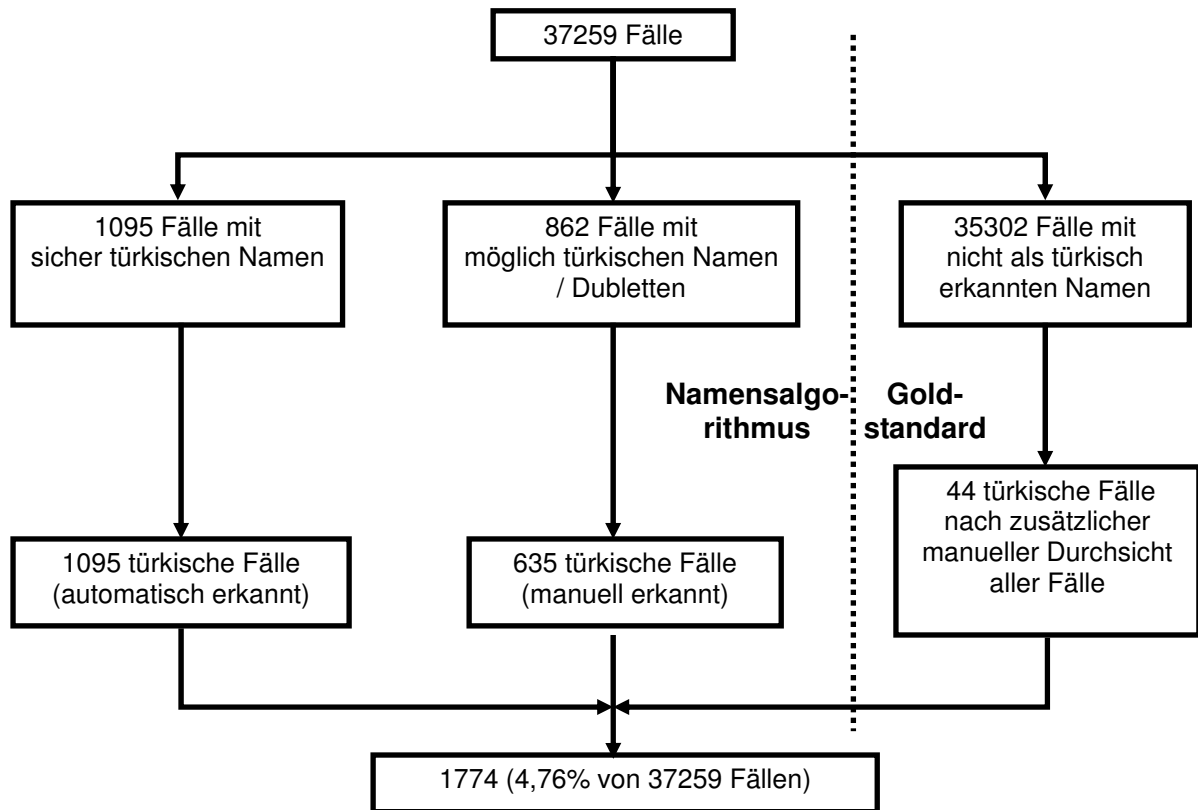 37259 Fälle
1095 Fälle mit
sicher türkischen Namen
862 Fälle mit
möglich türkischen Namen
/ Dubletten
35302 Fälle mit
nicht als türkisch
erkannten Namen
Namensalgo-
rithmus
Gold-
standard
1095 türkische Fälle
(automatisch erkannt)
635 türkische Fälle
(manuell erkannt)
44 türkische Fälle
nach zusätzlicher
manueller Durchsicht
aller Fälle
1774 (4,76% von 37259 Fällen)